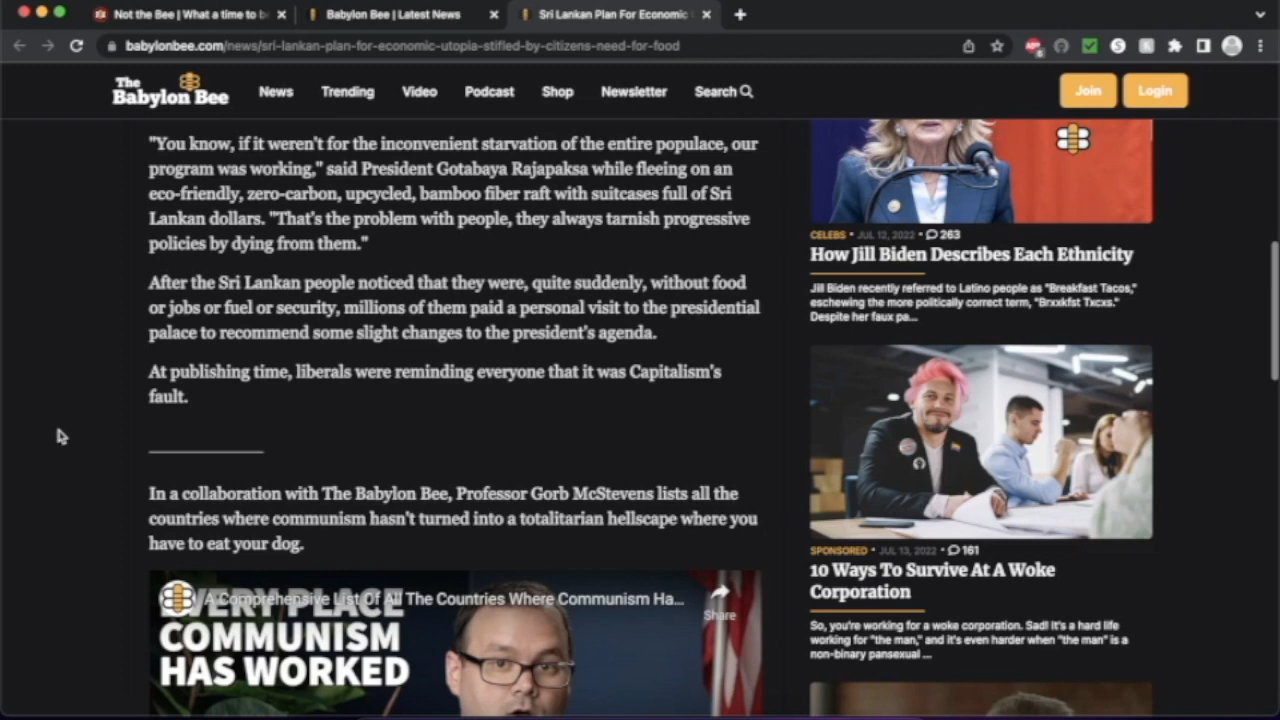 Not the Bee | What a time to b
Babylon Bee | Latest News
Sri Lankan Plan For Economic
babylonbee.com/news/sri-lankan-plan-for-economic-utopia-stifled-by-citizens-need-for-food
The
Babylon Bee
News
Trending
Video
Podcast
Shop
Newsletter
Search
Join
Login
"You know, if it weren't for the inconvenient starvation of the entire populace, our
program was working," said President Gotabaya Rajapaksa while fleeing on an
eco-friendly, zero-carbon, upcycled, bamboo fiber raft with suitcases full of Sri
Lankan dollars. "That's the problem with people, they always tarnish progressive
policies by dying from them."
After the Sri Lankan people noticed that they were, quite suddenly, without food
or jobs or fuel or security, millions of them paid a personal visit to the presidential
palace to recommend some slight changes to the president's agenda.
At publishing time, liberals were reminding everyone that it was Capitalism's
fault.
In a collaboration with The Babylon Bee, Professor Gorb McStevens lists all the
countries where communism hasn't turned into a totalitarian hellscape where you
have to eat your dog.
A Comprehensive List Of All The Countries Where Communism Ha...
Share
EVERY PLACE
COMMUNISM
HAS WORKED
CELEBS • JUL 12, 2022 • 263
How Jill Biden Describes Each Ethnicity
Jill Biden recently referred to Latino people as "Breakfast Tacos,"
eschewing the more politically correct term, "Brxxkfst Txcxs."
Despite her faux pa...
SPONSORED • JUL 13, 2022 • 161
10 Ways To Survive At A Woke
Corporation
So, you're working for a woke corporation. Sad! It's a hard life
working for "the man," and it's even harder when "the man" is a
non-binary pansexual ...